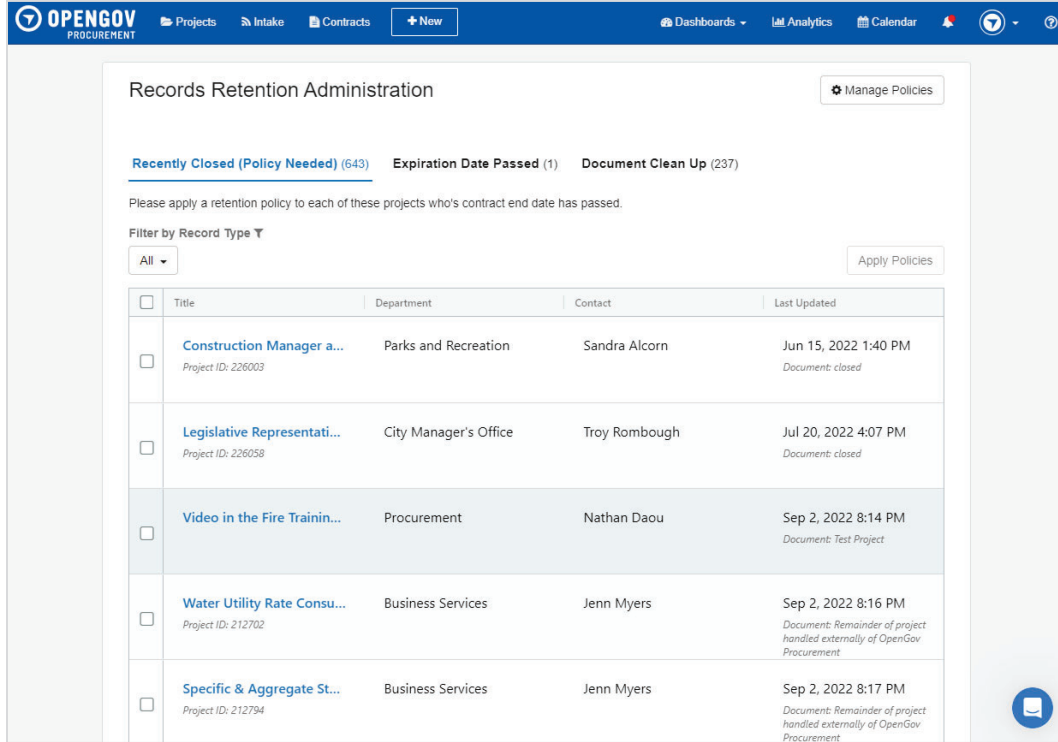 OPENGOV
PROCUREMENT
Projects Intake Contracts + New Dashboards Analytics Calendar
Records Retention Administration
Manage Policies
Recently Closed (Policy Needed) (643) Expiration Date Passed (1) Document Clean Up (237)
Please apply a retention policy to each of these projects who's contract end date has passed.
Filter by Record Type
All
Apply Policies
Title Department Contact Last Updated
Construction Manager a... Parks and Recreation Sandra Alcorn Jun 15, 2022 1:40 PM
Project ID: 226003 Document: closed
Legislative Representati... City Manager's Office Troy Rombough Jul 20, 2022 4:07 PM
Project ID: 226058 Document: closed
Video in the Fire Trainin... Procurement Nathan Daou Sep 2, 2022 8:14 PM
Document: Test Project
Water Utility Rate Consu... Business Services Jenn Myers Sep 2, 2022 8:16 PM
Project ID: 212702 Document: Remainder of project
handled externally of OpenGov
Procurement
Specific & Aggregate St... Business Services Jenn Myers Sep 2, 2022 8:17 PM
Project ID: 212794 Document: Remainder of project
handled externally of OpenGov
Procurement